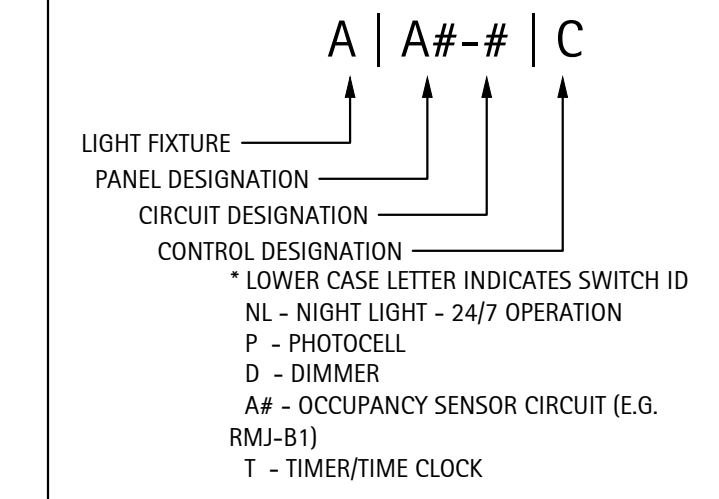 A | A#-# | C
LIGHT FIXTURE
PANEL DESIGNATION
CIRCUIT DESIGNATION
CONTROL DESIGNATION
* LOWER CASE LETTER INDICATES SWITCH ID
NL - NIGHT LIGHT - 24/7 OPERATION
P - PHOTOCELL
D - DIMMER
A# - OCCUPANCY SENSOR CIRCUIT (E.G.
RMJ-B1)
T - TIMER/TIME CLOCK